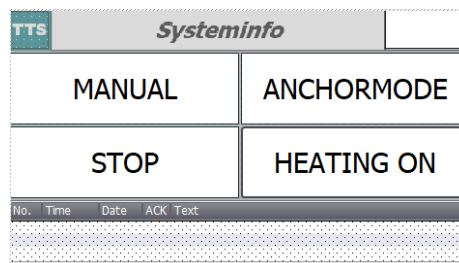 TTS Systeminfo
MANUAL ANCHORMODE
STOP HEATING ON
No. Time Date ACK Text